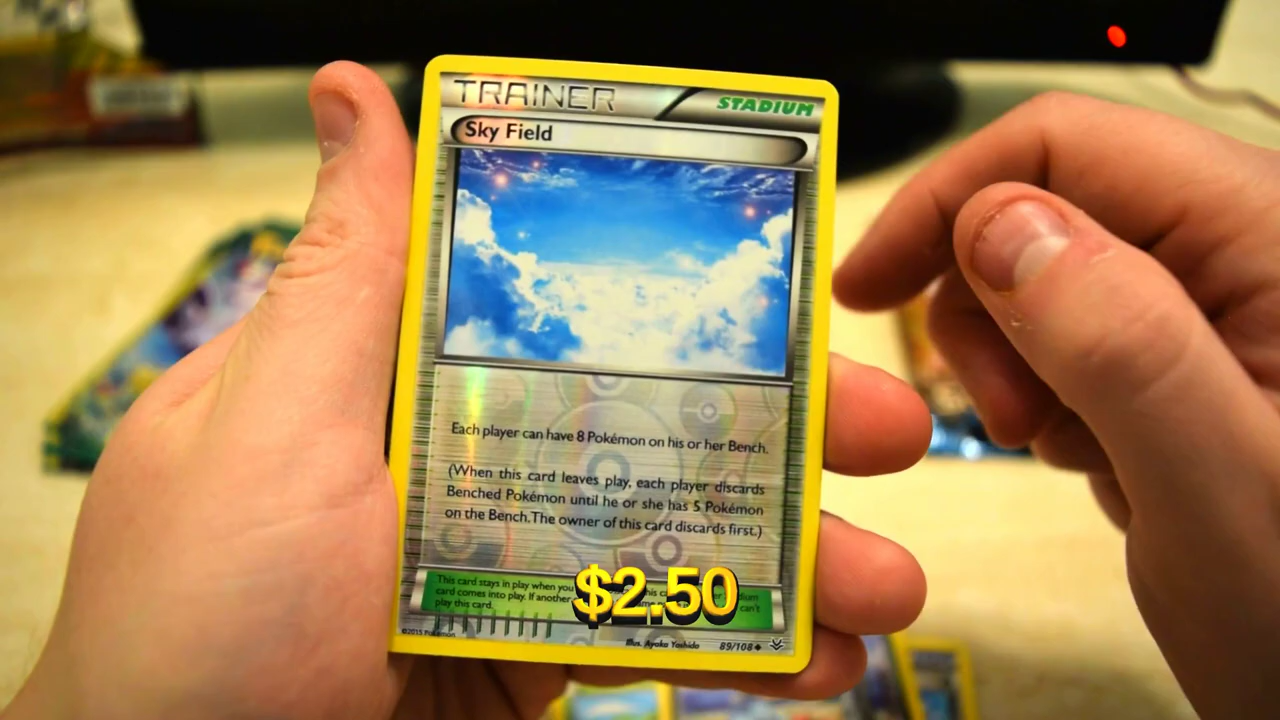 TRAINER
STADIUM
Sky Field
Each player can have 8 Pokémon on his or her Bench.
(When this card leaves play, each player discards
Benched Pokémon until he or she has 5 Pokémon
on the Bench. The owner of this card discards first.)
This card stays in play when you
card comes into play. If another
play this card.
can't
$2.50
©2015 Pokémon
Illus. Ayaka Yoshida
89/108